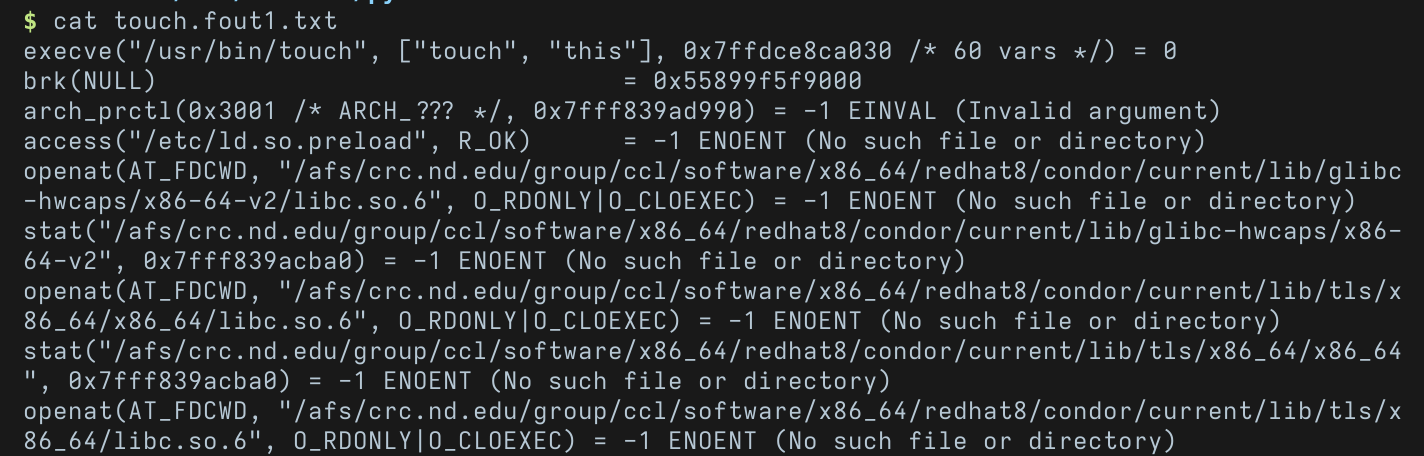 $ cat touch.fout1.txt
execve("/usr/bin/touch", ["touch", "this"], 0x7ffdce8ca030 /* 60 vars */) = 0
brk(NULL)                               = 0x55899f5f9000
arch_prctl(0x3001 /* ARCH_??? */, 0x7fff839ad990) = -1 EINVAL (Invalid argument)
access("/etc/ld.so.preload", R_OK)      = -1 ENOENT (No such file or directory)
openat(AT_FDCWD, "/afs/crc.nd.edu/group/ccl/software/x86_64/redhat8/condor/current/lib/glibc
-hwcaps/x86-64-v2/libc.so.6", O_RDONLY|O_CLOEXEC) = -1 ENOENT (No such file or directory)
stat("/afs/crc.nd.edu/group/ccl/software/x86_64/redhat8/condor/current/lib/glibc-hwcaps/x86-
64-v2", 0x7fff839acba0) = -1 ENOENT (No such file or directory)
openat(AT_FDCWD, "/afs/crc.nd.edu/group/ccl/software/x86_64/redhat8/condor/current/lib/tls/x
86_64/x86_64/libc.so.6", O_RDONLY|O_CLOEXEC) = -1 ENOENT (No such file or directory)
stat("/afs/crc.nd.edu/group/ccl/software/x86_64/redhat8/condor/current/lib/tls/x86_64/x86_64
", 0x7fff839acba0) = -1 ENOENT (No such file or directory)
openat(AT_FDCWD, "/afs/crc.nd.edu/group/ccl/software/x86_64/redhat8/condor/current/lib/tls/x
86_64/libc.so.6", O_RDONLY|O_CLOEXEC) = -1 ENOENT (No such file or directory)